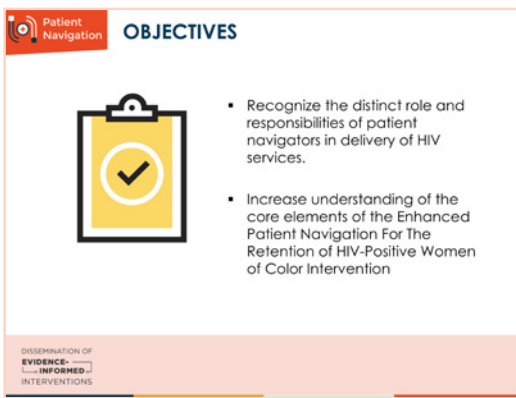 Patient
Navigation
OBJECTIVES
▪ Recognize the distinct role and
responsibilities of patient
navigators in delivery of HIV
services.
▪ Increase understanding of the
core elements of the Enhanced
Patient Navigation For The
Retention of HIV-Positive Women
of Color Intervention
DISSEMINATION OF
EVIDENCE-
INFORMED
INTERVENTIONS